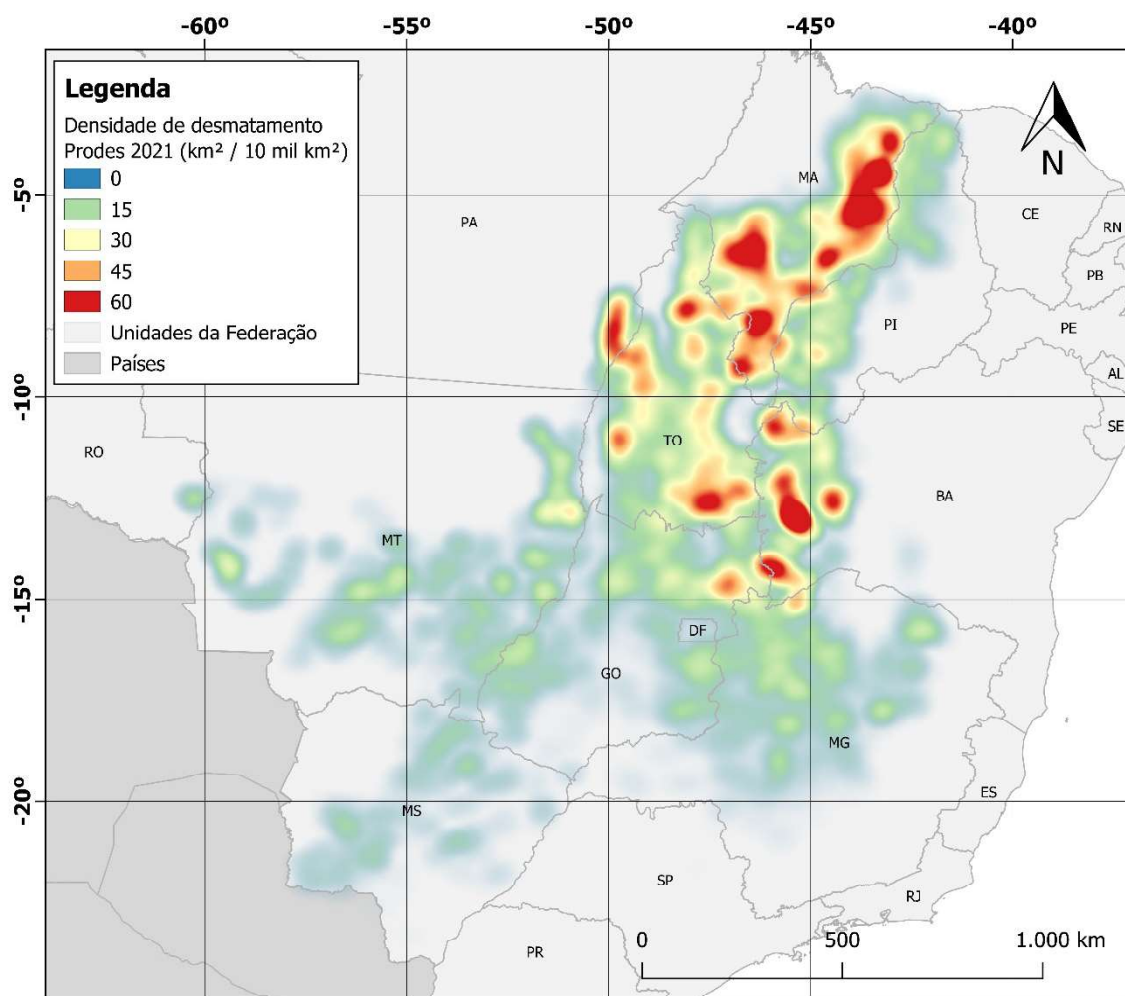 -60º -55º -50º -45º -40º
Legenda
Densidade de desmatamento
Prodes 2021 (km² / 10 mil km²)
0
15
30
45
60
Unidades da Federação
Países
N
-5º
-10º
-15º
-20º
MA
PA
CE
RN
PB
PI
PE
AL
SE
TO
RO
BA
MT
DF
GO
MG
ES
MS
SP
RJ
PR
0 500 1.000 km